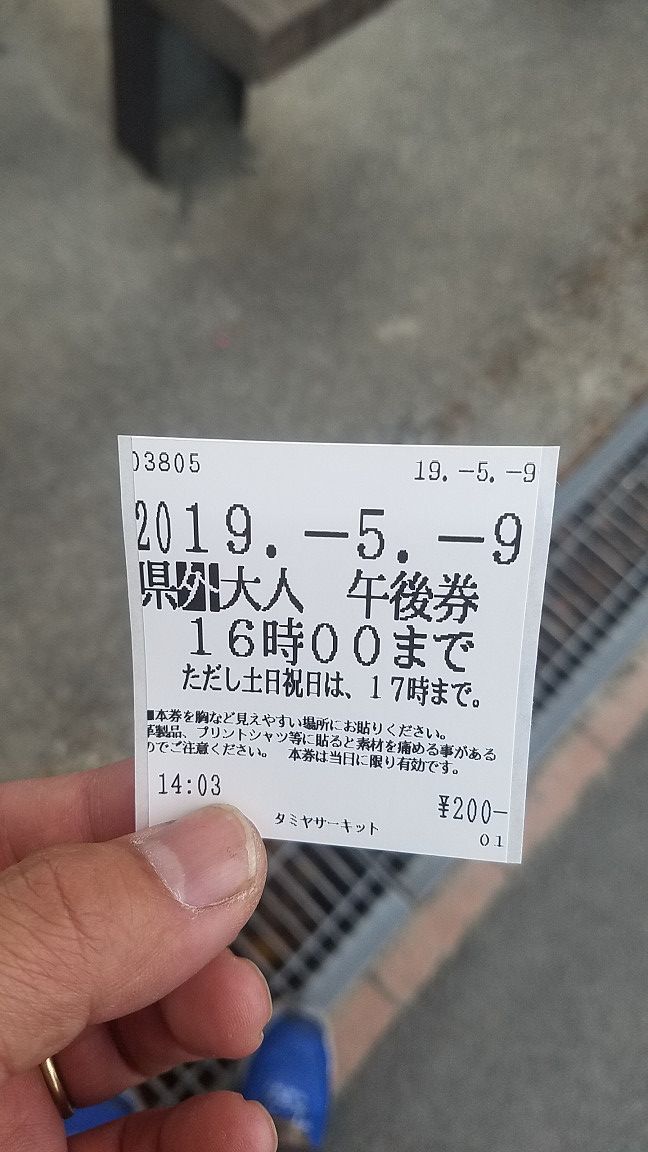 03805 19.-5.-9
2019.-5.-9
県外大人 午後券
16時00まで
ただし土日祝日は、17時まで。
■本券を胸など見えやすい場所にお貼りください。
革製品、プリントシャツ等に貼ると素材を痛める事がある
のでご注意ください。 本券は当日に限り有効です。
14:03 ¥200-
タミヤサーキット
01